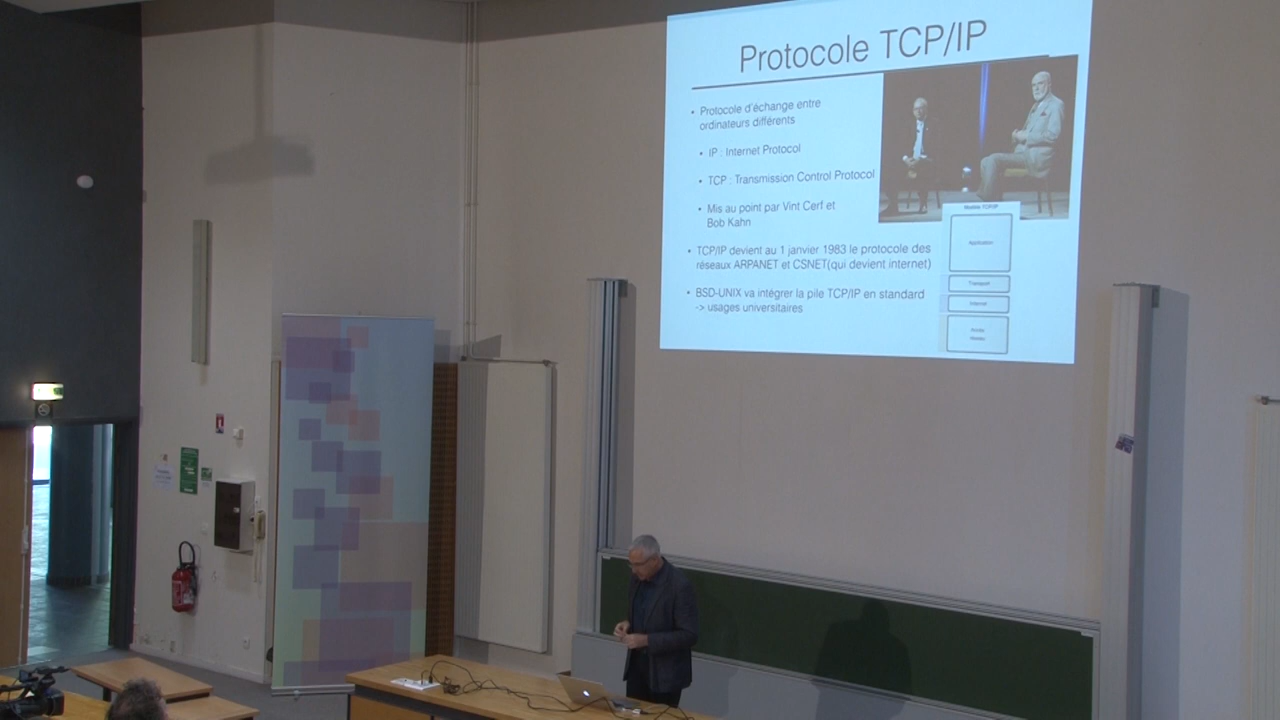 Protocole TCP/IP
• Protocole d'échange entre
ordinateurs différents
• IP : Internet Protocol
• TCP : Transmission Control Protocol
• Mis au point par Vint Cerf et
Bob Kahn
• TCP/IP devient au 1 janvier 1983 le protocole des
réseaux ARPANET et CSNET(qui devient internet)
• BSD-UNIX va intégrer la pile TCP/IP en standard
-> usages universitaires
Modèle TCP/IP
Application
Transport
Internet